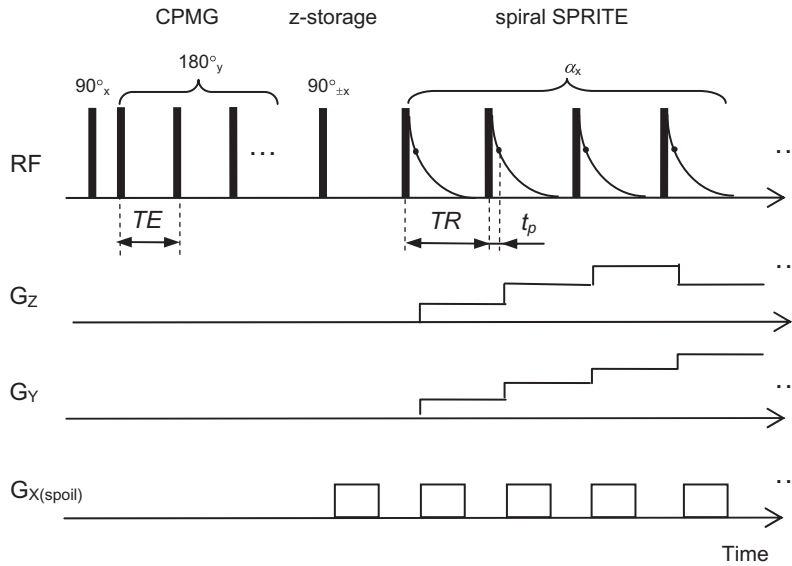 CPMG z-storage spiral SPRITE
180°y αx
90°x 90°±x
RF ... ..
TE TR tp
GZ ..
GY ..
GX(spoil) ..
Time